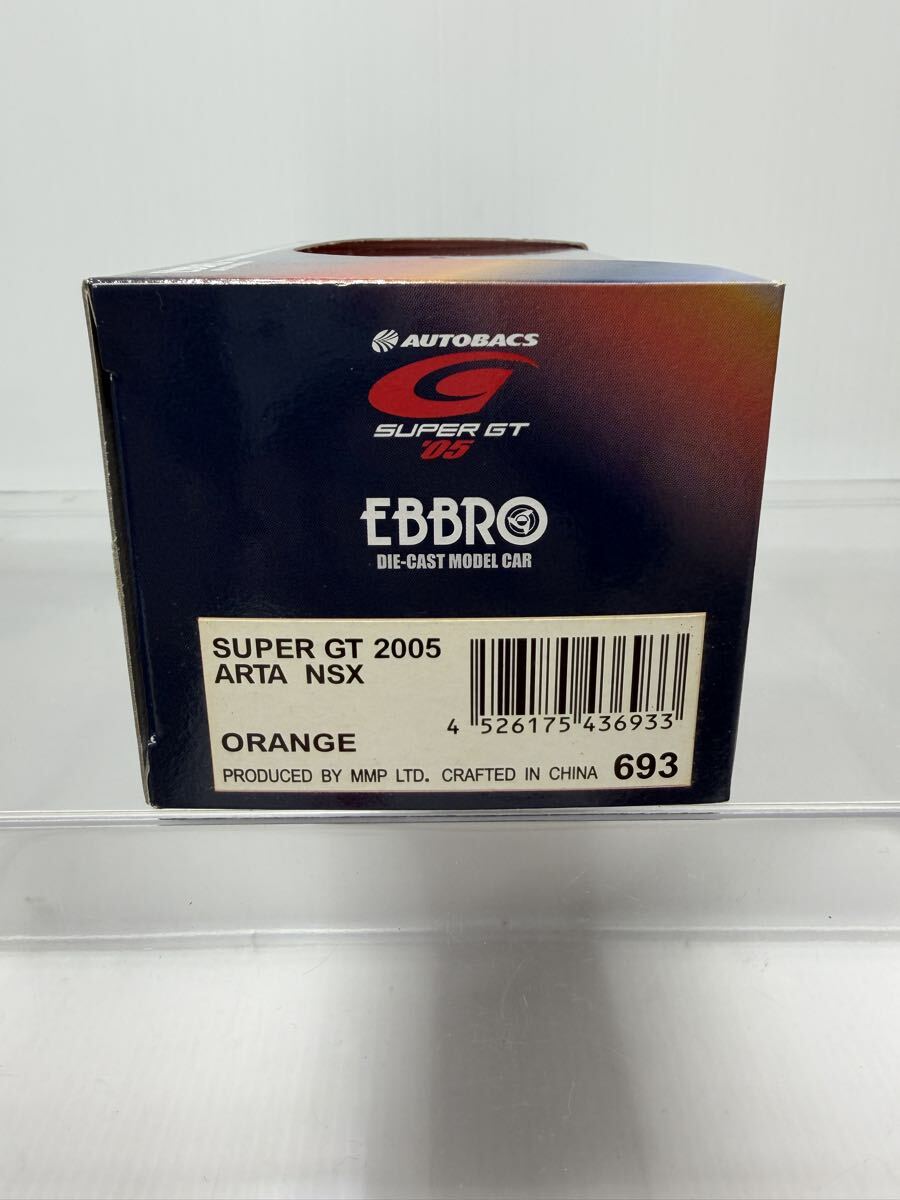 AUTOBACS
SUPER GT
'05
EBBRO
DIE-CAST MODEL CAR
SUPER GT 2005
ARTA NSX
4 526175 436933
ORANGE
PRODUCED BY MMP LTD. CRAFTED IN CHINA 693